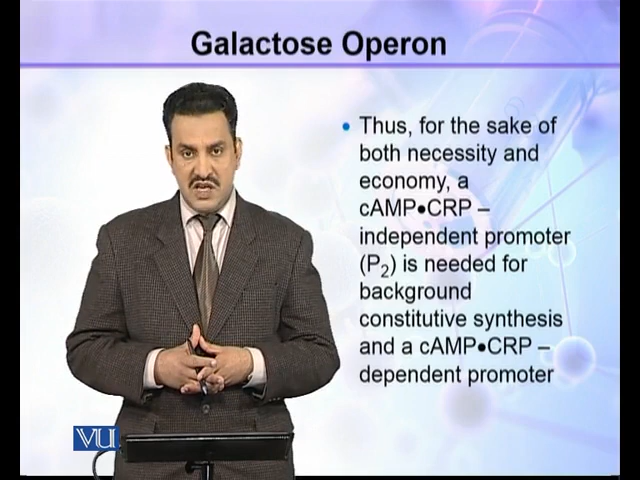 Galactose Operon
• Thus, for the sake of
both necessity and
economy, a
cAMP•CRP –
independent promoter
(P₂) is needed for
background
constitutive synthesis
and a cAMP•CRP –
dependent promoter
VU